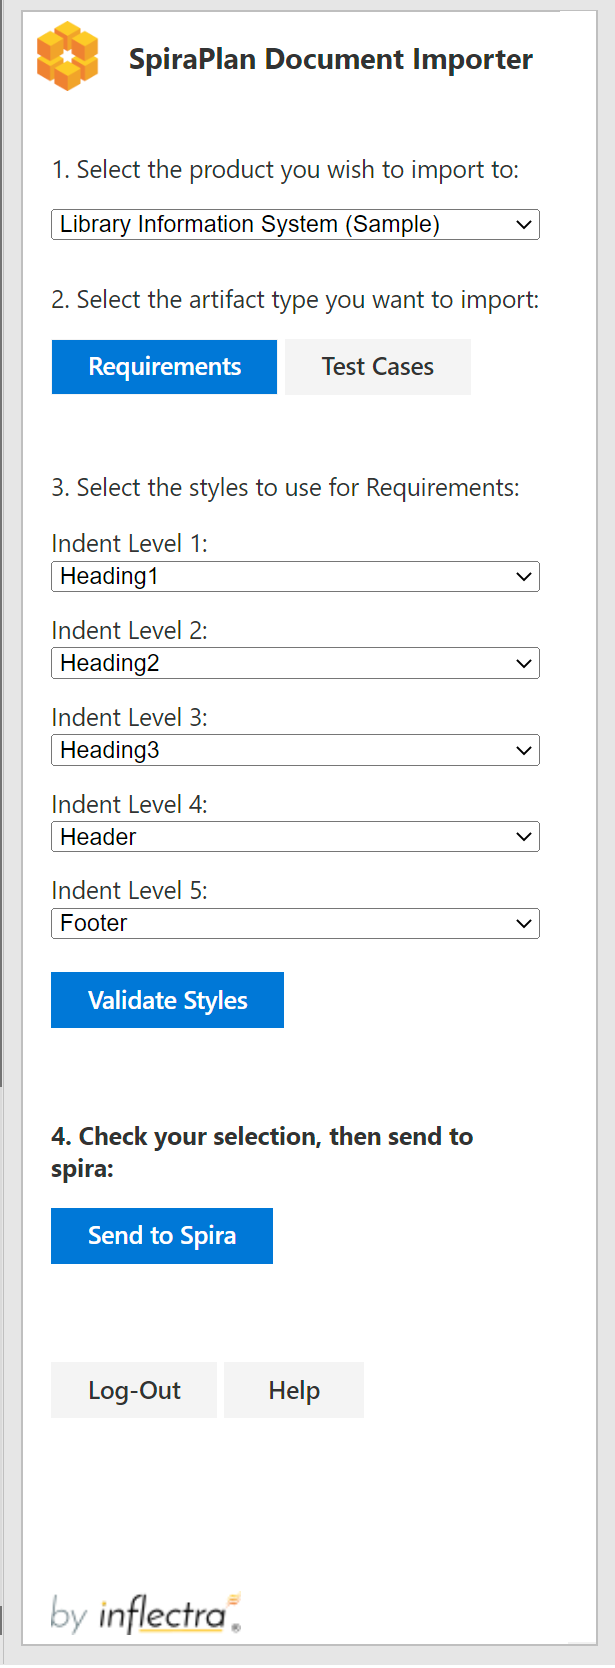 SpiraPlan Document Importer
1. Select the product you wish to import to:
Library Information System (Sample)
2. Select the artifact type you want to import:
Requirements Test Cases
3. Select the styles to use for Requirements:
Indent Level 1:
Heading1
Indent Level 2:
Heading2
Indent Level 3:
Heading3
Indent Level 4:
Header
Indent Level 5:
Footer
Validate Styles
4. Check your selection, then send to
spira:
Send to Spira
Log-Out Help
by inflectra®